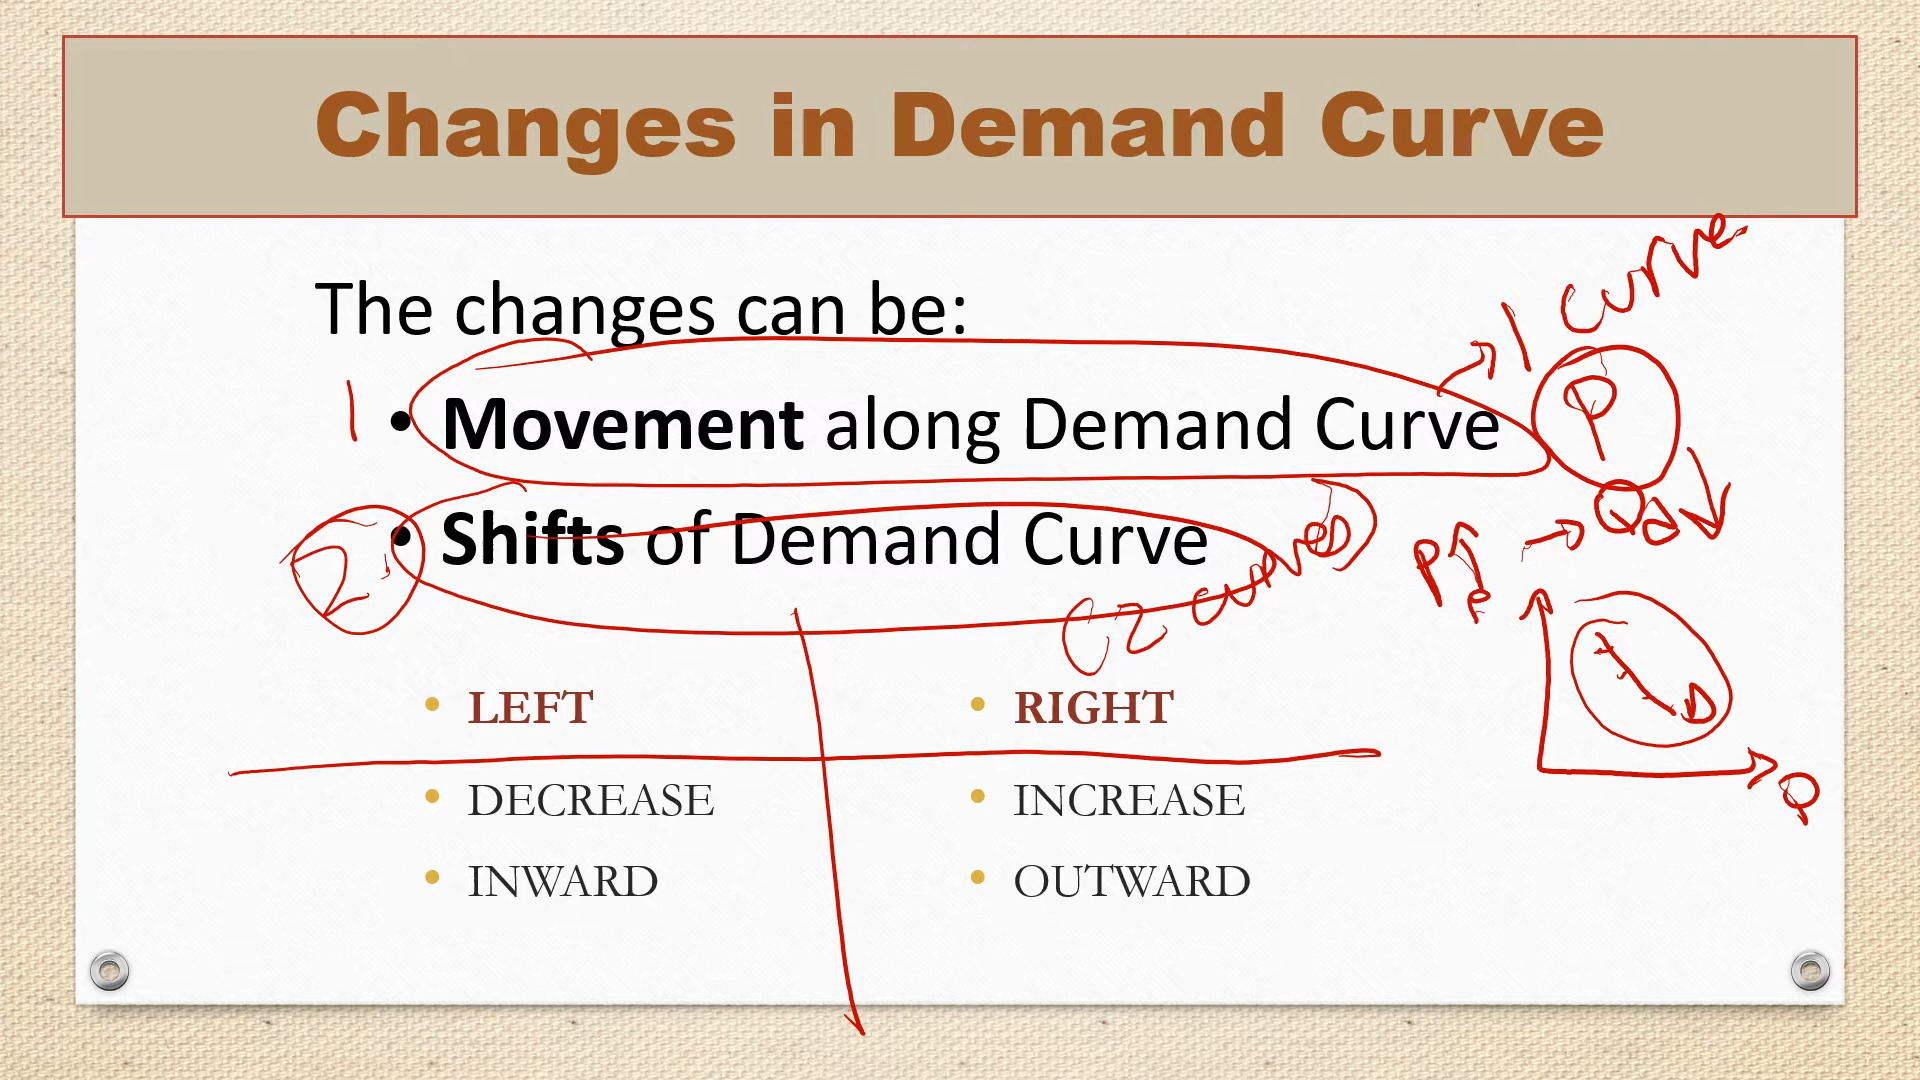 Changes in Demand Curve
The changes can be:
1 curve
1 • Movement along Demand Curve
P
2 • Shifts of Demand Curve
P → Qd
2 curves
P
• LEFT
• RIGHT
D
• DECREASE
• INCREASE
Q
• INWARD
• OUTWARD